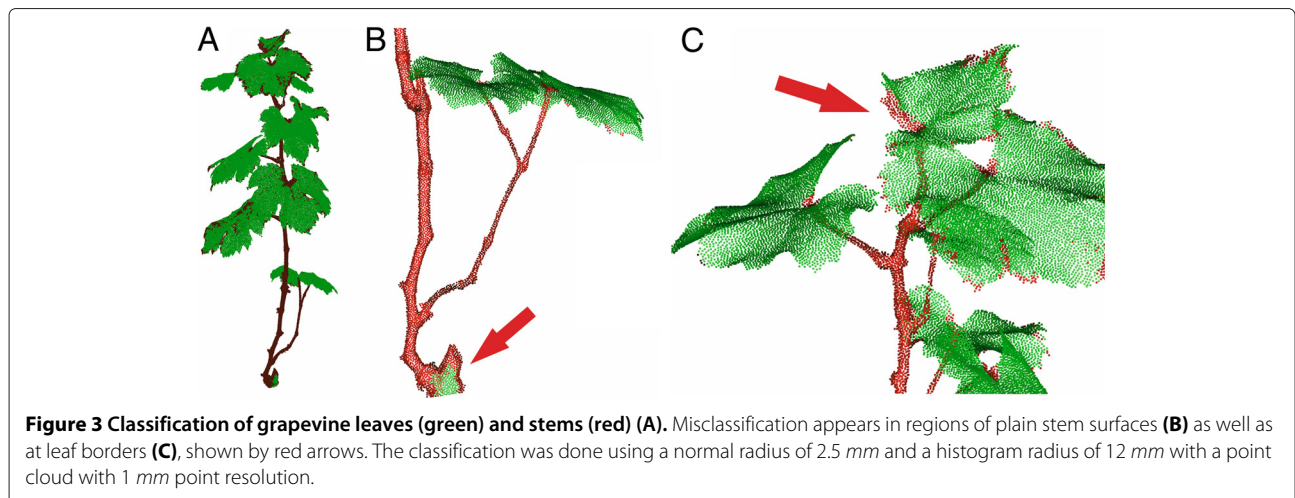 A B C
Figure 3 Classification of grapevine leaves (green) and stems (red) (A). Misclassification appears in regions of plain stem surfaces (B) as well as
at leaf borders (C), shown by red arrows. The classification was done using a normal radius of 2.5 mm and a histogram radius of 12 mm with a point
cloud with 1 mm point resolution.